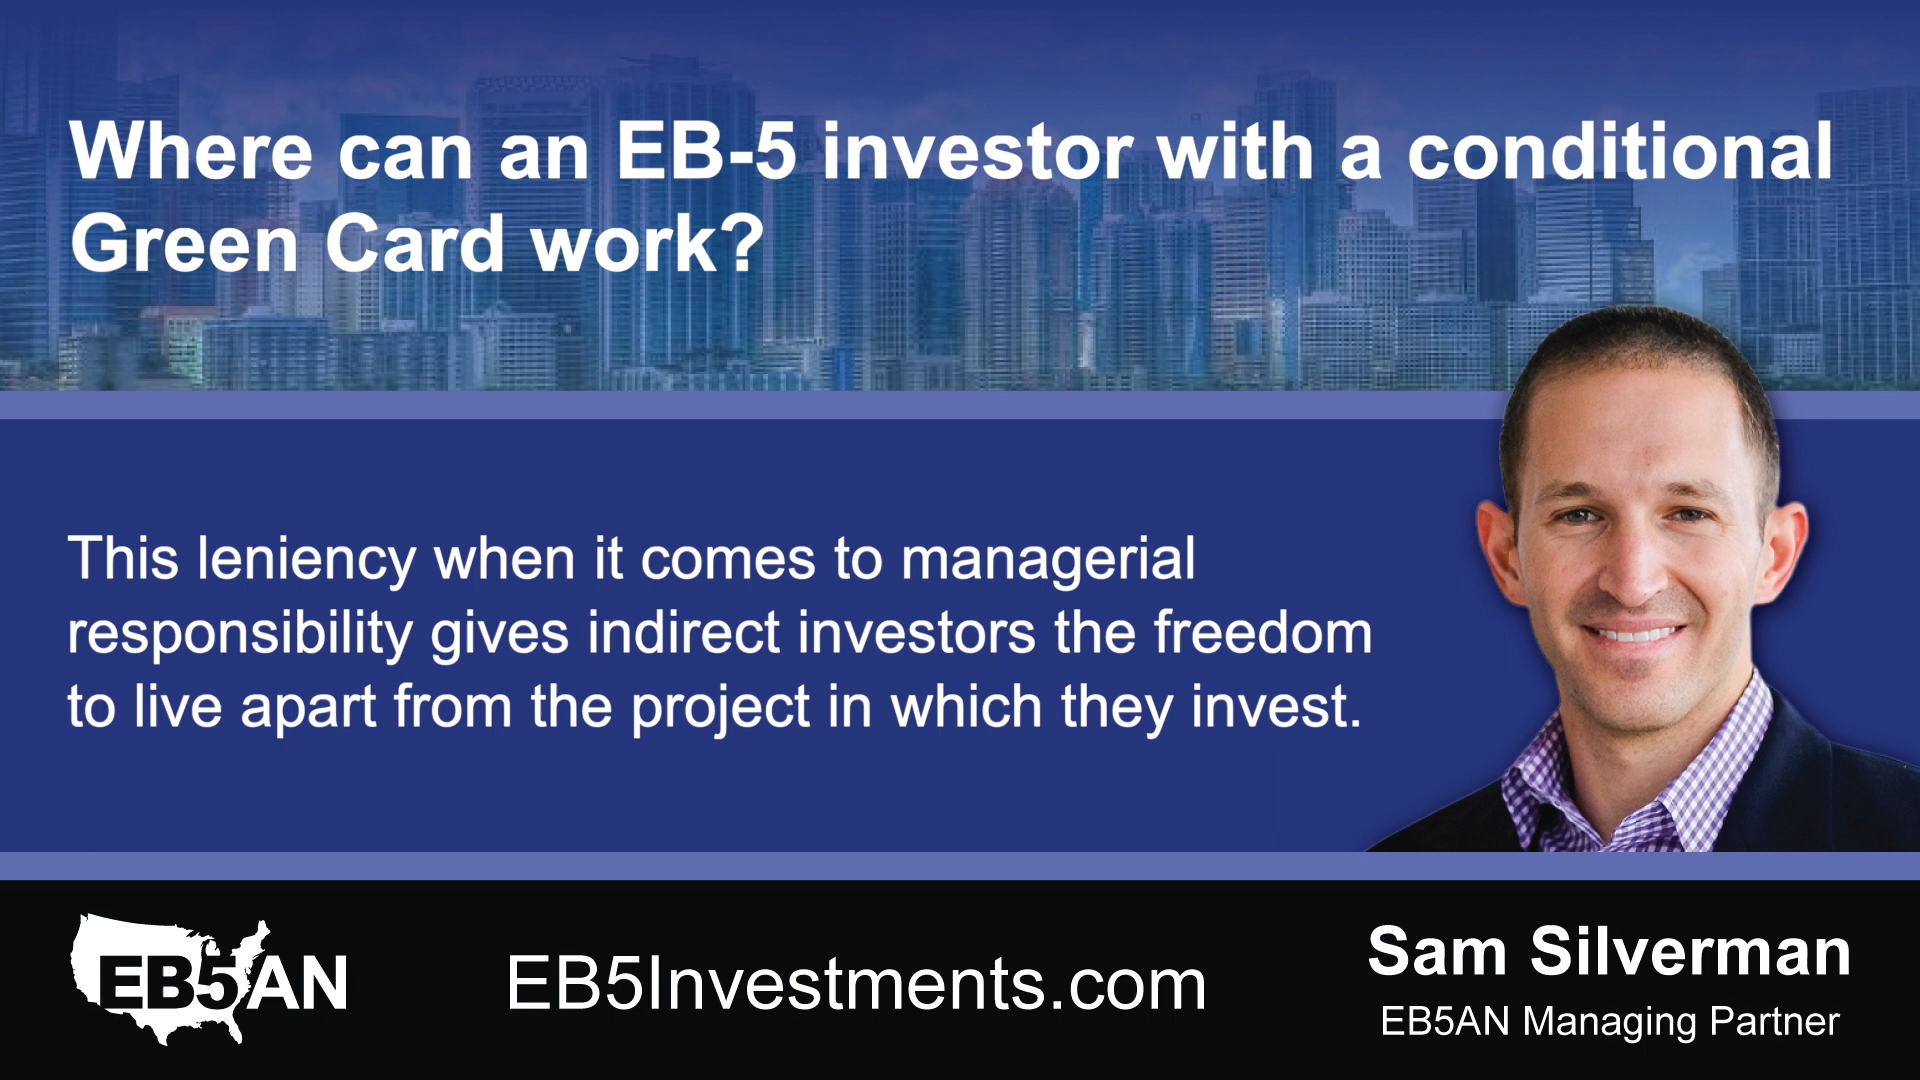 Where can an EB-5 investor with a conditional
Green Card work?
This leniency when it comes to managerial
responsibility gives indirect investors the freedom
to live apart from the project in which they invest.
EB5AN
EB5Investments.com
Sam Silverman
EB5AN Managing Partner